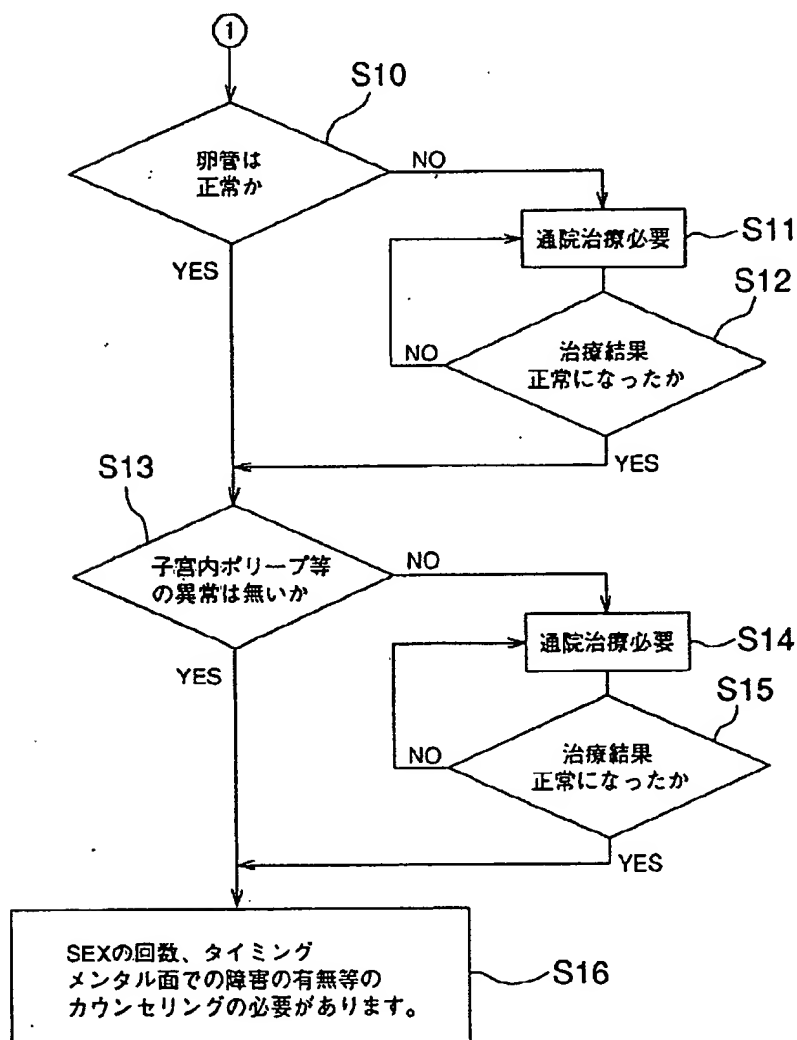 1
S10
卵管は
正常か
NO
通院治療必要
S11
YES
S12
治療結果
正常になったか
NO
YES
S13
子宮内ポリープ等
の異常は無いか
NO
通院治療必要
S14
YES
S15
治療結果
正常になったか
NO
YES
SEXの回数、タイミング
メンタル面での障害の有無等の
カウンセリングの必要があります。
S16